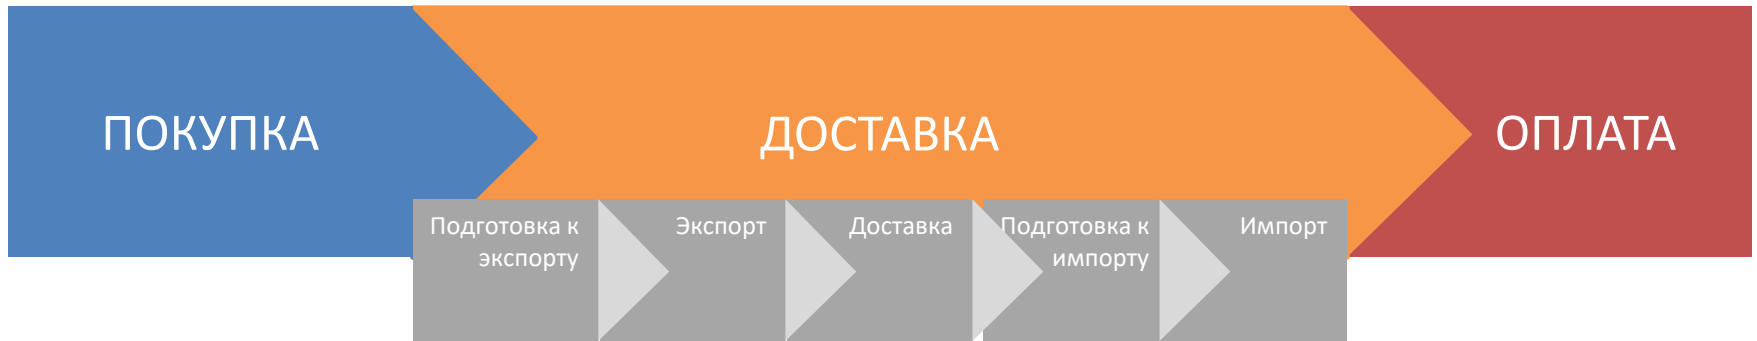 ПОКУПКА
ДОСТАВКА
ОПЛАТА
Подготовка к
экспорту
Экспорт
Доставка
Подготовка к
импорту
Импорт